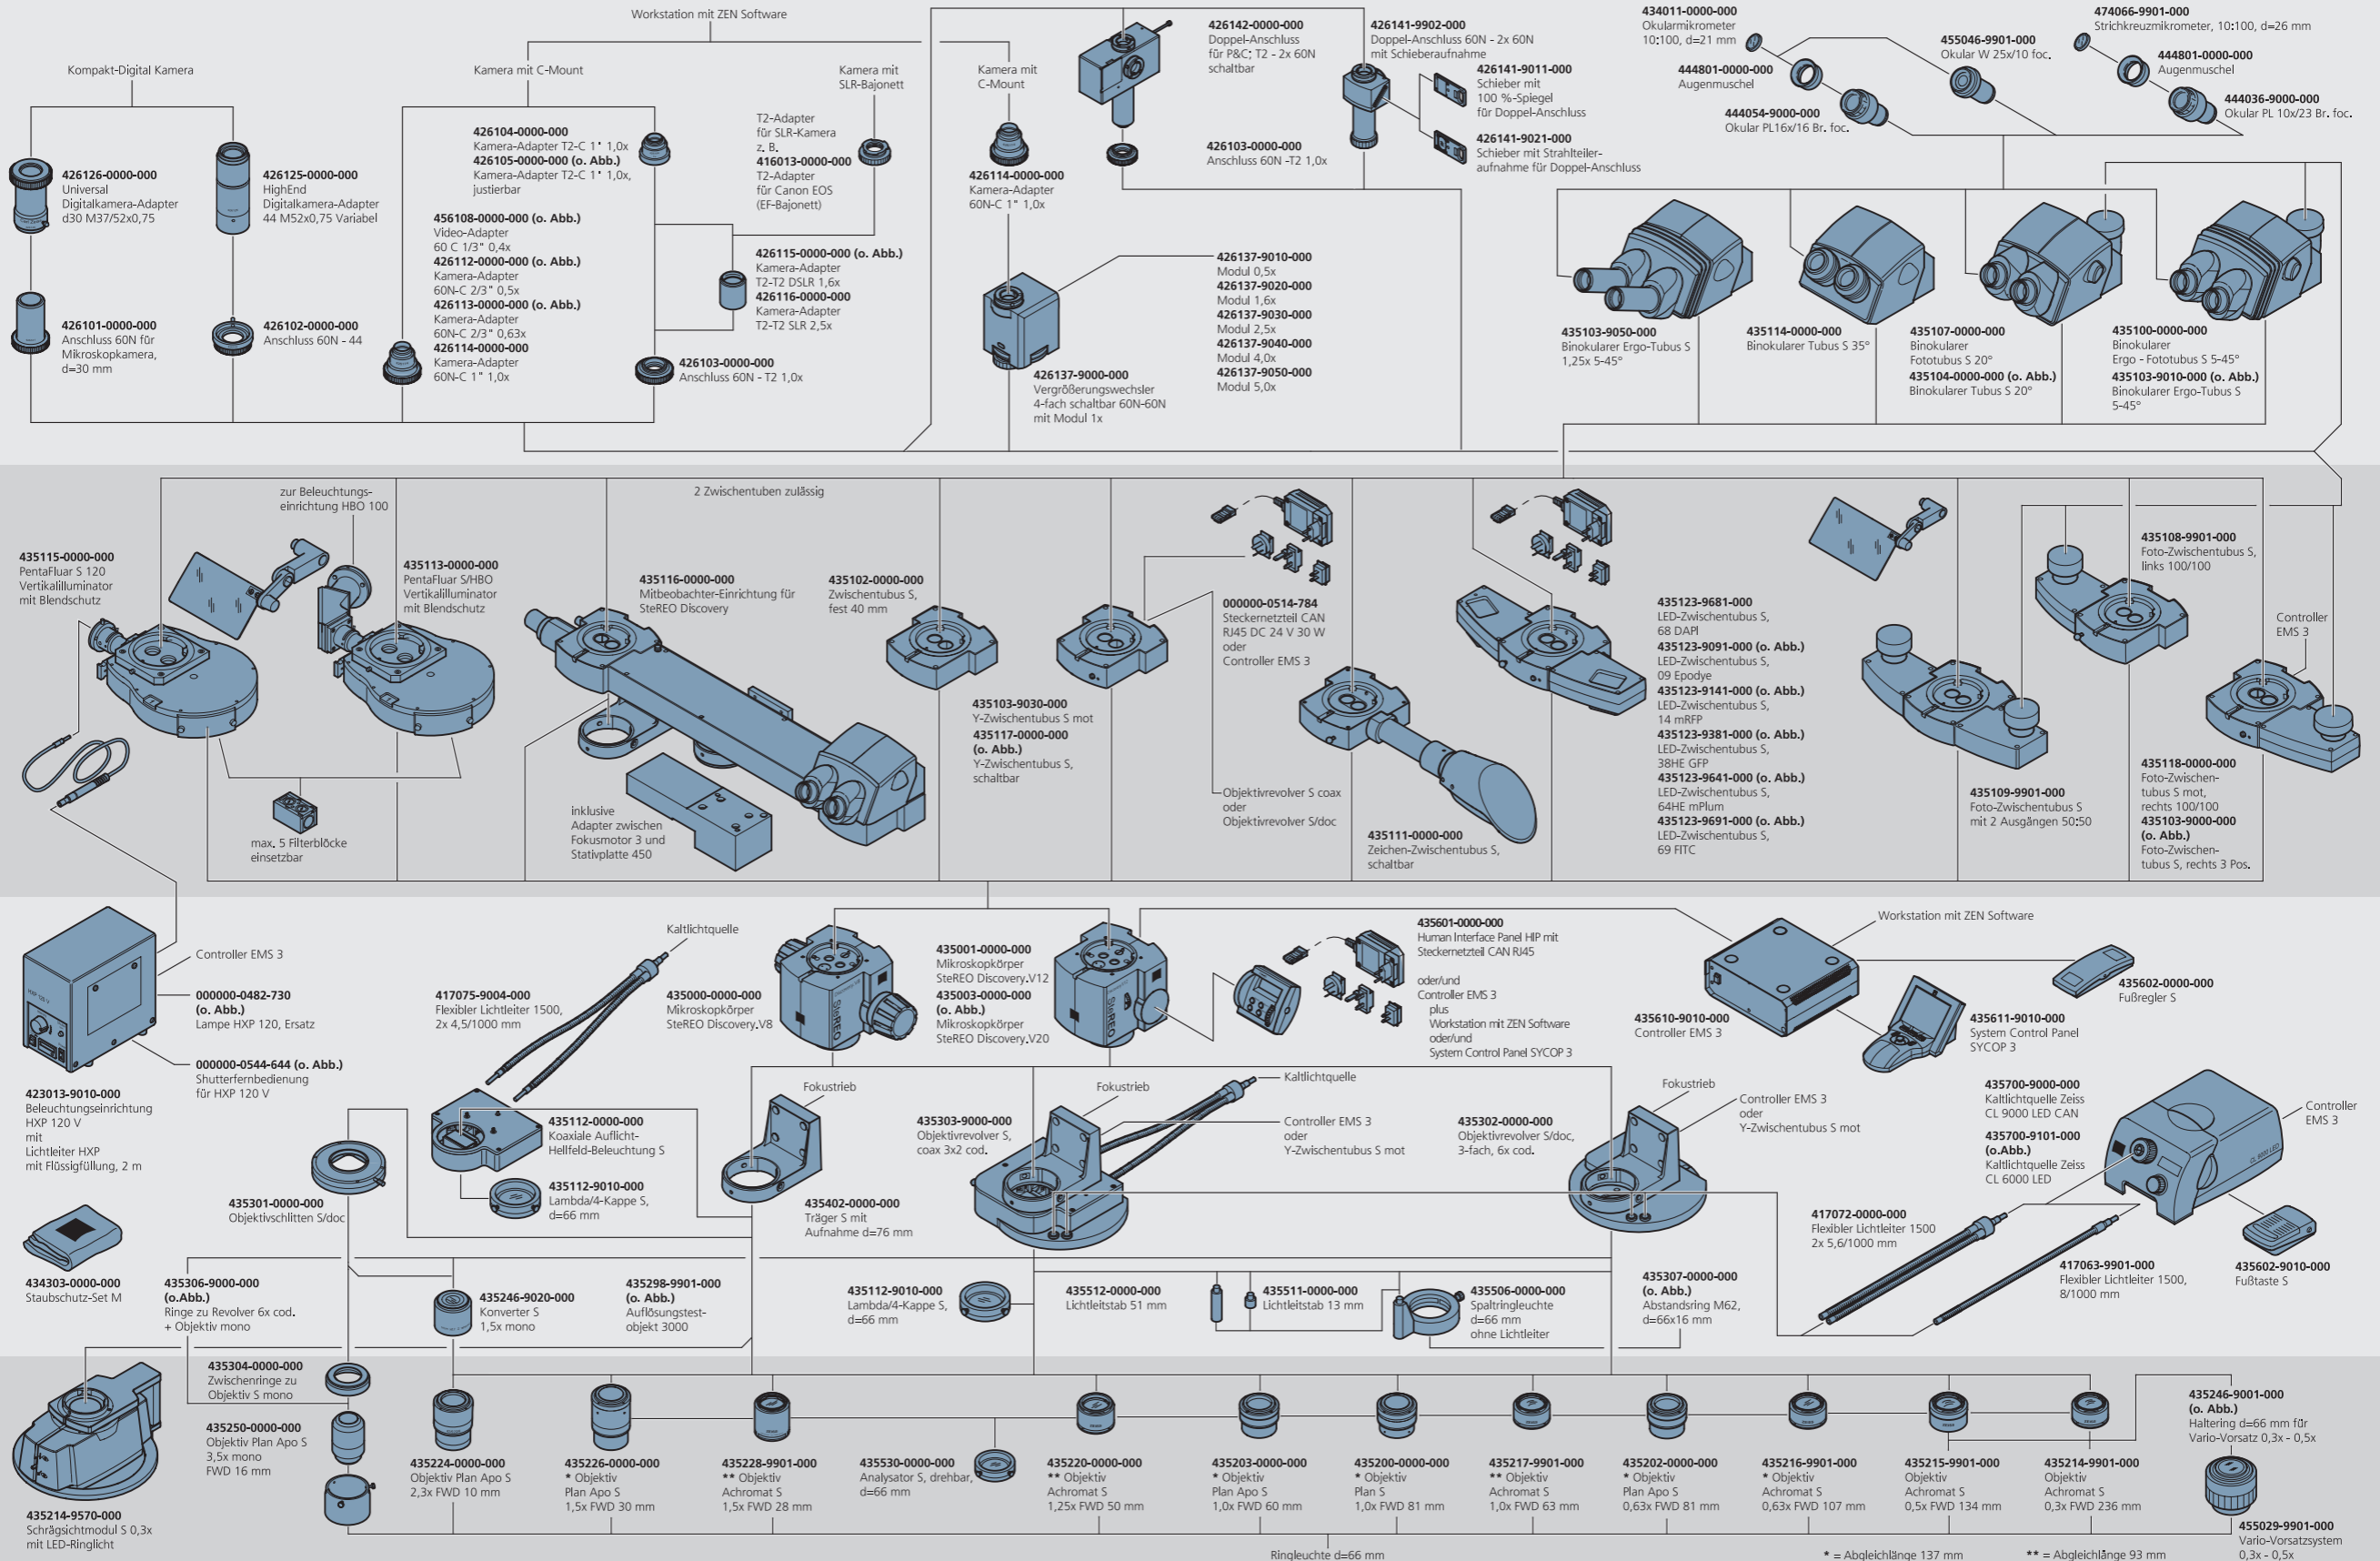 Workstation mit ZEN Software
Kompakt-Digital Kamera
Kamera mit C-Mount
Kamera mit
SLR-Bajonett
Kamera mit
C-Mount
426126-0000-000
Universal
Digitalkamera-Adapter
d30 M37/52x0,75
426125-0000-000
HighEnd
Digitalkamera-Adapter
44 M52x0,75 Variabel
426101-0000-000
Anschluss 60N für
Mikroskopkamera,
d=30 mm
426102-0000-000
Anschluss 60N - 44
426104-0000-000
Kamera-Adapter T2-C 1" 1,0x
426105-0000-000 (o. Abb.)
Kamera-Adapter T2-C 1" 1,0x,
justierbar
456108-0000-000 (o. Abb.)
Video-Adapter
60 C 1/3" 0,4x
426112-0000-000 (o. Abb.)
Kamera-Adapter
60N-C 2/3" 0,5x
426113-0000-000 (o. Abb.)
Kamera-Adapter
60N-C 2/3" 0,63x
426114-0000-000
Kamera-Adapter
60N-C 1" 1,0x
T2-Adapter
für SLR-Kamera
z. B.
416013-0000-000
T2-Adapter
für Canon EOS
(EF-Bajonett)
426115-0000-000 (o. Abb.)
Kamera-Adapter
T2-T2 DSLR 1,6x
426116-0000-000
Kamera-Adapter
T2-T2 SLR 2,5x
426103-0000-000
Anschluss 60N - T2 1,0x
426114-0000-000
Kamera-Adapter
60N-C 1" 1,0x
426137-9000-000
Vergrößerungswechsler
4-fach schaltbar 60N-60N
mit Modul 1x
426137-9010-000
Modul 0,5x
426137-9020-000
Modul 1,6x
426137-9030-000
Modul 2,5x
426137-9040-000
Modul 4,0x
426137-9050-000
Modul 5,0x
426142-0000-000
Doppel-Anschluss
für P&C; T2 - 2x 60N
schaltbar
426103-0000-000
Anschluss 60N -T2 1,0x
426141-9902-000
Doppel-Anschluss 60N - 2x 60N
mit Schieberaufnahme
426141-9011-000
Schieber mit
100 %-Spiegel
für Doppel-Anschluss
426141-9021-000
Schieber mit Strahlteiler-
aufnahme für Doppel-Anschluss
434011-0000-000
Okularmikrometer
10:100, d=21 mm
444801-0000-000
Augenmuschel
444054-9000-000
Okular PL16x/16 Br. foc.
455046-9901-000
Okular W 25x/10 foc.
474066-9901-000
Strichkreuzmikrometer, 10:100, d=26 mm
444801-0000-000
Augenmuschel
444036-9000-000
Okular PL 10x/23 Br. foc.
435103-9050-000
Binokularer Ergo-Tubus S
1,25x 5-45°
435114-0000-000
Binokularer Tubus S 35°
435107-0000-000
Binokularer
Fototubus S 20°
435104-0000-000 (o. Abb.)
Binokularer Tubus S 20°
435100-0000-000
Binokularer
Ergo - Fototubus S 5-45°
435103-9010-000 (o. Abb.)
Binokularer Ergo-Tubus S
5-45°
435115-0000-000
PentaFluar S 120
Vertikalilluminator
mit Blendschutz
zur Beleuchtungs-
einrichtung HBO 100
435113-0000-000
PentaFluar S/HBO
Vertikalilluminator
mit Blendschutz
max. 5 Filterblöcke
einsetzbar
2 Zwischentuben zulässig
435116-0000-000
Mitbeobachter-Einrichtung für
SteREO Discovery
inklusive
Adapter zwischen
Fokusmotor 3 und
Stativplatte 450
435102-0000-000
Zwischentubus S,
fest 40 mm
435103-9030-000
Y-Zwischentubus S mot
435117-0000-000
(o. Abb.)
Y-Zwischentubus S,
schaltbar
000000-0514-784
Steckernetzteil CAN
RJ45 DC 24 V 30 W
oder
Controller EMS 3
Objektivrevolver S coax
oder
Objektivrevolver S/doc
435111-0000-000
Zeichen-Zwischentubus S,
schaltbar
435123-9681-000
LED-Zwischentubus S,
68 DAPI
435123-9091-000 (o. Abb.)
LED-Zwischentubus S,
09 Epodye
435123-9141-000 (o. Abb.)
LED-Zwischentubus S,
14 mRFP
435123-9381-000 (o. Abb.)
LED-Zwischentubus S,
38HE GFP
435123-9641-000 (o. Abb.)
LED-Zwischentubus S,
64HE mPlum
435123-9691-000 (o. Abb.)
LED-Zwischentubus S,
69 FITC
435109-9901-000
Foto-Zwischentubus S
mit 2 Ausgängen 50:50
435108-9901-000
Foto-Zwischentubus S,
links 100/100
Controller
EMS 3
435118-0000-000
Foto-Zwischen-
tubus S mot,
rechts 100/100
435103-9000-000
(o. Abb.)
Foto-Zwischen-
tubus S, rechts 3 Pos.
HXP 120 V
Controller EMS 3
000000-0482-730
(o. Abb.)
Lampe HXP 120, Ersatz
000000-0544-644 (o. Abb.)
Shutterfernbedienung
für HXP 120 V
423013-9010-000
Beleuchtungseinrichtung
HXP 120 V
mit
Lichtleiter HXP
mit Flüssigfüllung, 2 m
Kaltlichtquelle
417075-9004-000
Flexibler Lichtleiter 1500,
2x 4,5/1000 mm
435000-0000-000
Mikroskopkörper
SteREO Discovery.V8
SteREO
435001-0000-000
Mikroskopkörper
SteREO Discovery.V12
435003-0000-000
(o. Abb.)
Mikroskopkörper
SteREO Discovery.V20
SteREO
435601-0000-000
Human Interface Panel HIP mit
Steckernetzteil CAN RJ45
oder/und
Controller EMS 3
plus
Workstation mit ZEN Software
oder/und
System Control Panel SYCOP 3
Workstation mit ZEN Software
435610-9010-000
Controller EMS 3
435602-0000-000
Fußregler S
435611-9010-000
System Control Panel
SYCOP 3
435112-0000-000
Koaxiale Auflicht-
Hellfeld-Beleuchtung S
435112-9010-000
Lambda/4-Kappe S,
d=66 mm
435301-0000-000
Objektivschlitten S/doc
Fokustrieb
435402-0000-000
Träger S mit
Aufnahme d=76 mm
435303-9000-000
Objektivrevolver S,
coax 3x2 cod.
Fokustrieb
Kaltlichtquelle
Controller EMS 3
oder
Y-Zwischentubus S mot
435302-0000-000
Objektivrevolver S/doc,
3-fach, 6x cod.
Fokustrieb
Controller EMS 3
oder
Y-Zwischentubus S mot
435700-9000-000
Kaltlichtquelle Zeiss
CL 9000 LED CAN
435700-9101-000
(o.Abb.)
Kaltlichtquelle Zeiss
CL 6000 LED
Controller
EMS 3
417072-0000-000
Flexibler Lichtleiter 1500
2x 5,6/1000 mm
417063-9901-000
Flexibler Lichtleiter 1500,
8/1000 mm
435602-9010-000
Fußtaste S
434303-0000-000
Staubschutz-Set M
435306-9000-000
(o.Abb.)
Ringe zu Revolver 6x cod.
+ Objektiv mono
435246-9020-000
Konverter S
1,5x mono
435298-9901-000
(o. Abb.)
Auflösungstest-
objekt 3000
435112-9010-000
Lambda/4-Kappe S,
d=66 mm
435512-0000-000
Lichtleitstab 51 mm
435511-0000-000
Lichtleitstab 13 mm
435506-0000-000
Spaltringleuchte
d=66 mm
ohne Lichtleiter
435307-0000-000
(o. Abb.)
Abstandsring M62,
d=66x16 mm
435304-0000-000
Zwischenringe zu
Objektiv S mono
435250-0000-000
Objektiv Plan Apo S
3,5x mono
FWD 16 mm
435214-9570-000
Schrägsichtmodul S 0,3x
mit LED-Ringlicht
435224-0000-000
Objektiv Plan Apo S
2,3x FWD 10 mm
435226-0000-000
* Objektiv
Plan Apo S
1,5x FWD 30 mm
435228-9901-000
** Objektiv
Achromat S
1,5x FWD 28 mm
435530-0000-000
Analysator S, drehbar,
d=66 mm
435220-0000-000
** Objektiv
Achromat S
1,25x FWD 50 mm
435203-0000-000
* Objektiv
Plan Apo S
1,0x FWD 60 mm
435200-0000-000
* Objektiv
Plan S
1,0x FWD 81 mm
435217-9901-000
** Objektiv
Achromat S
1,0x FWD 63 mm
435202-0000-000
* Objektiv
Plan Apo S
0,63x FWD 81 mm
435216-9901-000
* Objektiv
Achromat S
0,63x FWD 107 mm
435215-9901-000
Objektiv
Achromat S
0,5x FWD 134 mm
435214-9901-000
Objektiv
Achromat S
0,3x FWD 236 mm
435246-9001-000
(o. Abb.)
Haltering d=66 mm für
Vario-Vorsatz 0,3x - 0,5x
455029-9901-000
Vario-Vorsatzsystem
0,3x - 0,5x
Ringleuchte d=66 mm
* = Abgleichlänge 137 mm
** = Abgleichlänge 93 mm